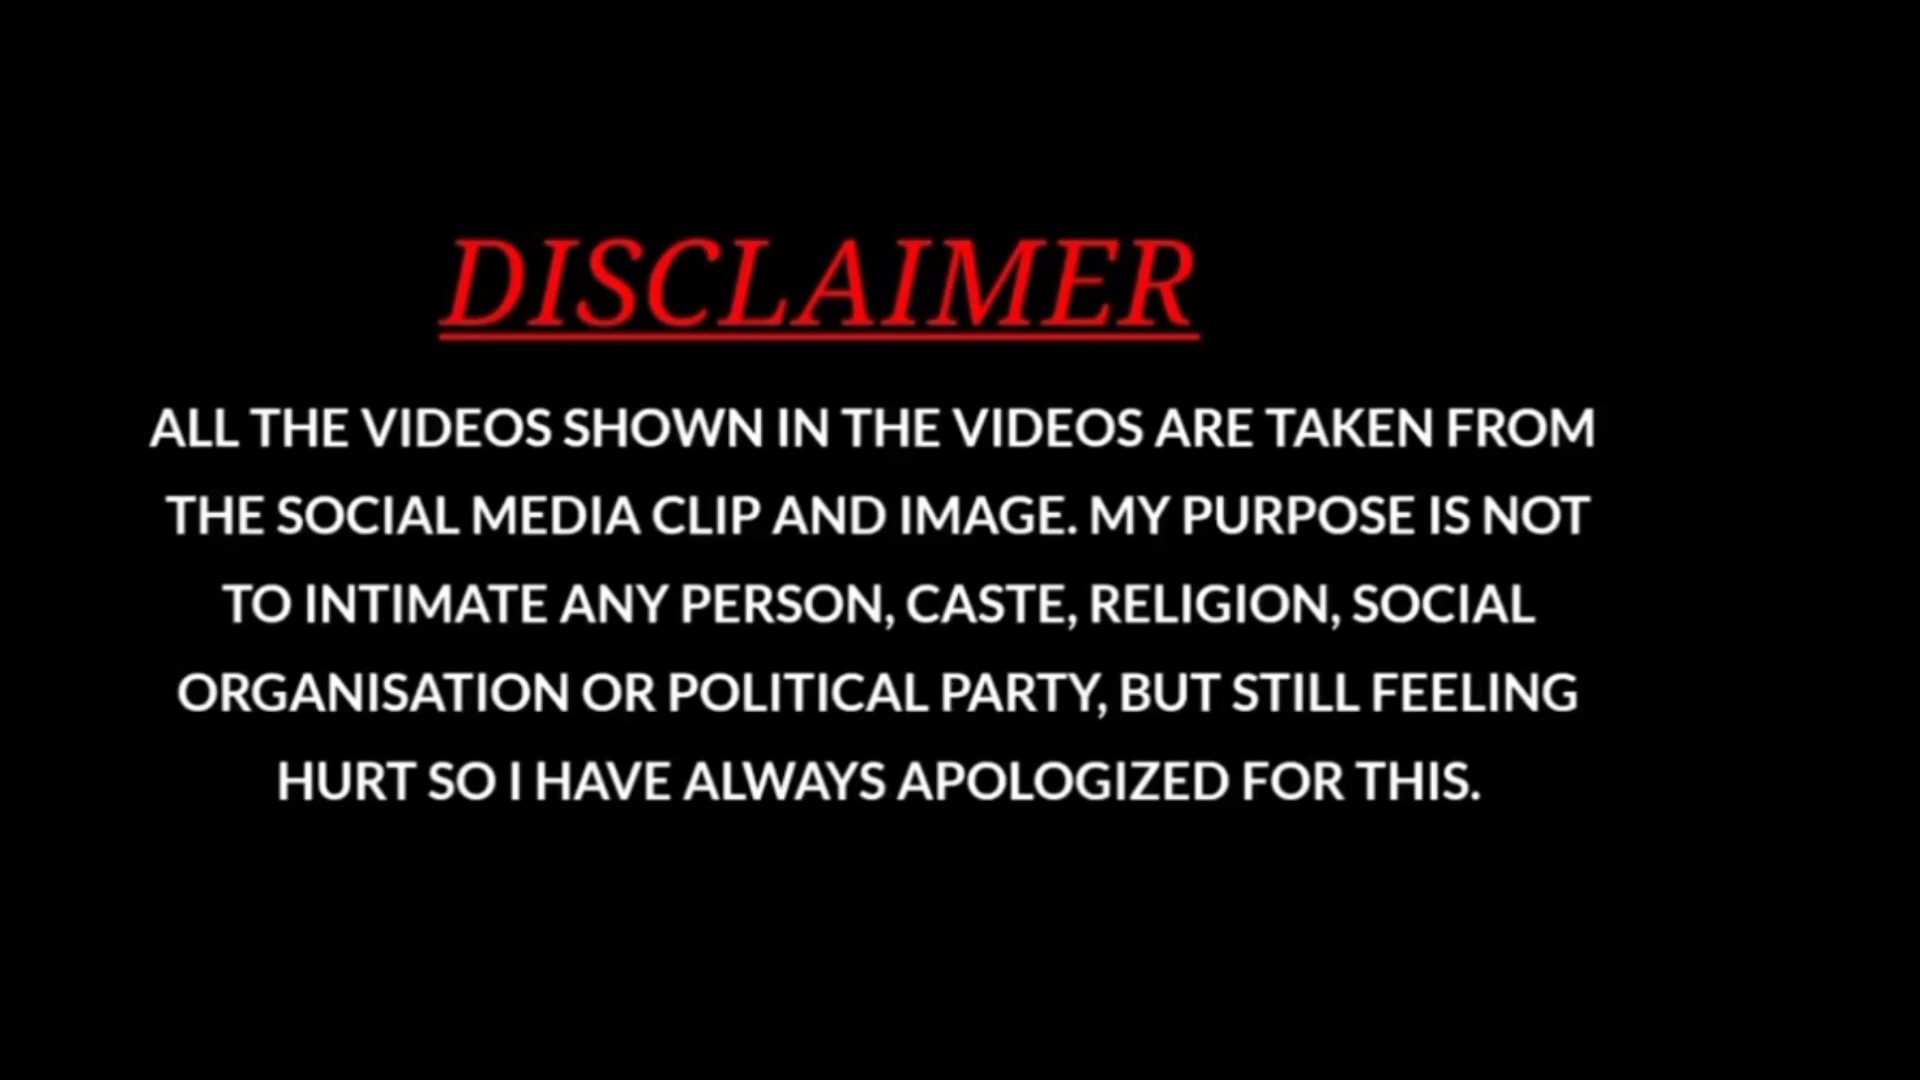 DISCLAIMER
ALL THE VIDEOS SHOWN IN THE VIDEOS ARE TAKEN FROM
THE SOCIAL MEDIA CLIP AND IMAGE. MY PURPOSE IS NOT
TO INTIMATE ANY PERSON, CASTE, RELIGION, SOCIAL
ORGANISATION OR POLITICAL PARTY, BUT STILL FEELING
HURT SO I HAVE ALWAYS APOLOGIZED FOR THIS.